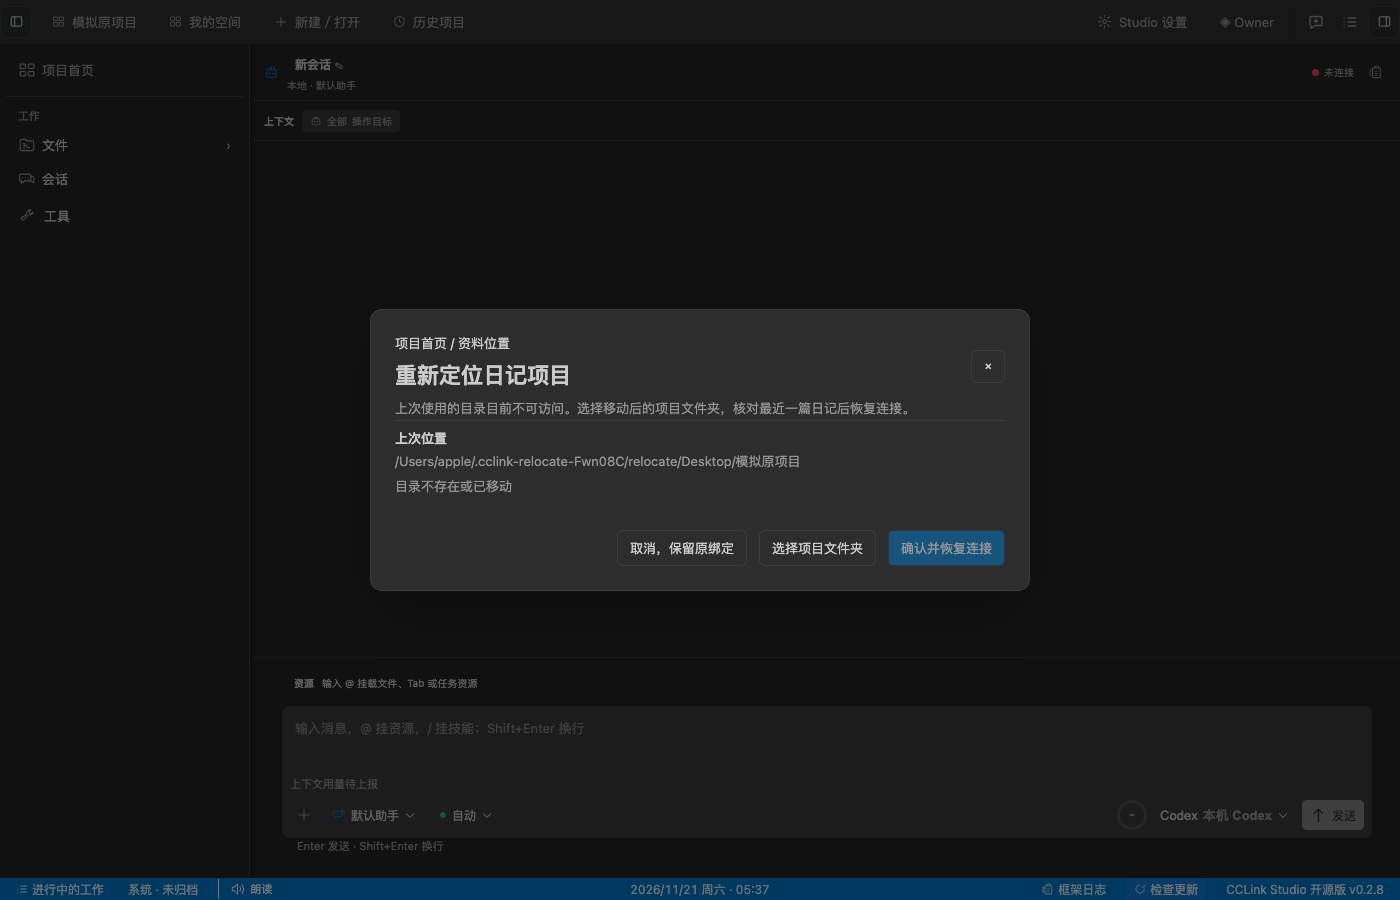 模拟原项目 我的空间 新建 / 打开 历史项目 Studio 设置 Owner
项目首页
工作
文件
会话
工具
新会话
本地 · 默认助手
未连接
上下文 全部 操作目标
项目首页 / 资料位置
重新定位日记项目
上次使用的目录目前不可访问。选择移动后的项目文件夹，核对最近一篇日记后恢复连接。
上次位置
/Users/apple/.cclink-relocate-Fwn08C/relocate/Desktop/模拟原项目
目录不存在或已移动
取消，保留原绑定 选择项目文件夹 确认并恢复连接
资源 输入 @ 挂载文件、Tab 或任务资源
输入消息，@ 挂资源，/ 挂技能；Shift+Enter 换行
上下文用量待上报
默认助手 自动 - Codex 本机 Codex 发送
Enter 发送 · Shift+Enter 换行
进行中的工作 系统 · 未归档 朗读 2026/11/21 周六 · 05:37 框架日志 检查更新 CCLink Studio 开源版 v0.2.8